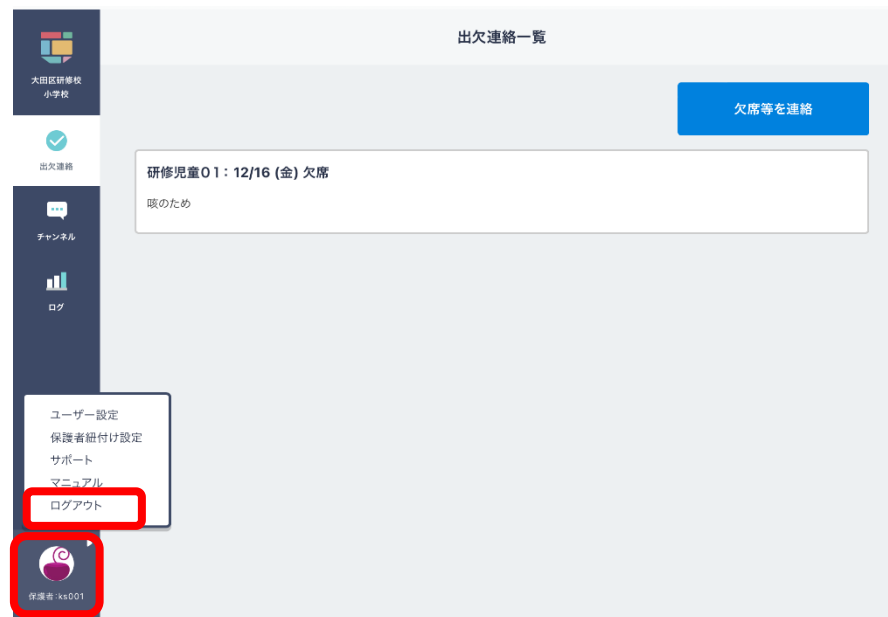 大田区研修校
小学校
出欠連絡
チャンネル
ログ
出欠連絡一覧
欠席等を連絡
研修児童01：12/16 (金) 欠席
咳のため
ユーザー設定
保護者紐付け設定
サポート
マニュアル
ログアウト
保護者：ks001